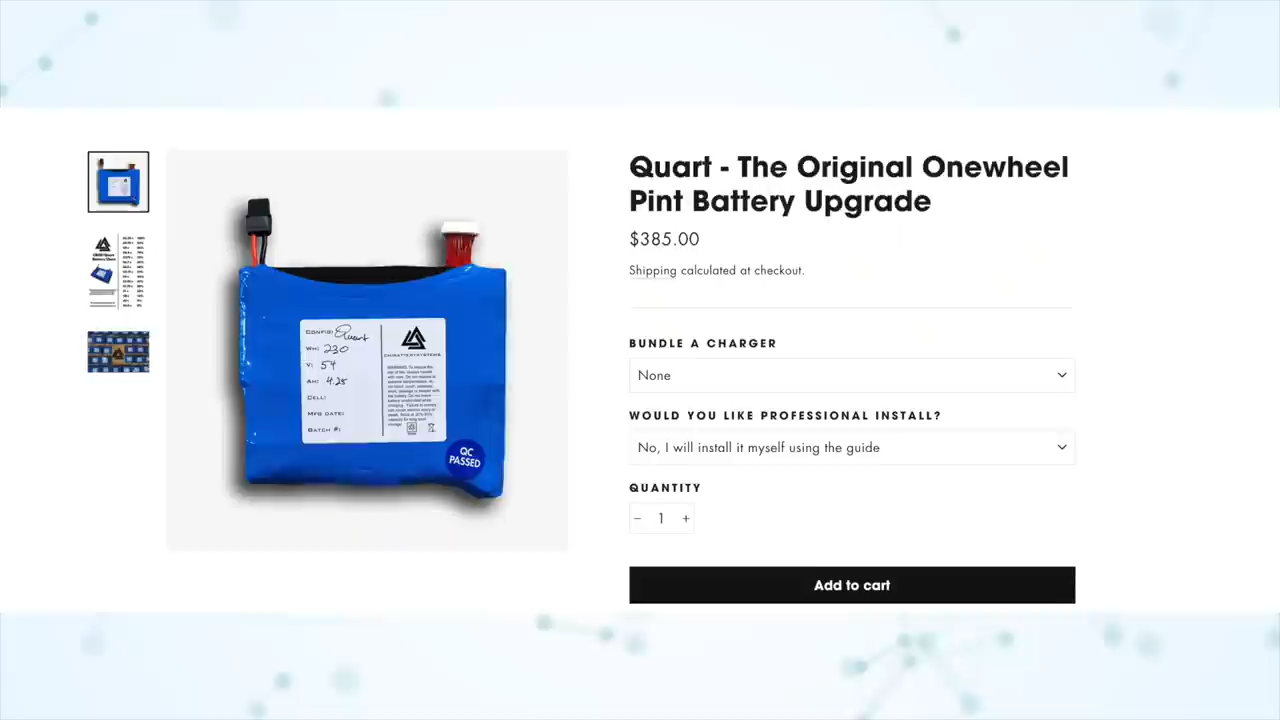 Quart - The Original Onewheel
Pint Battery Upgrade
$385.00
Shipping calculated at checkout.
BUNDLE A CHARGER
None
WOULD YOU LIKE PROFESSIONAL INSTALL?
No, I will install it myself using the guide
QUANTITY
− 1 +
Add to cart
CONFIG: Quart
WH: 230
V: 54
AH: 4.25
CELL:
MFG DATE:
BATCH #:
CHIBATTERYSYSTEMS
QC
PASSED